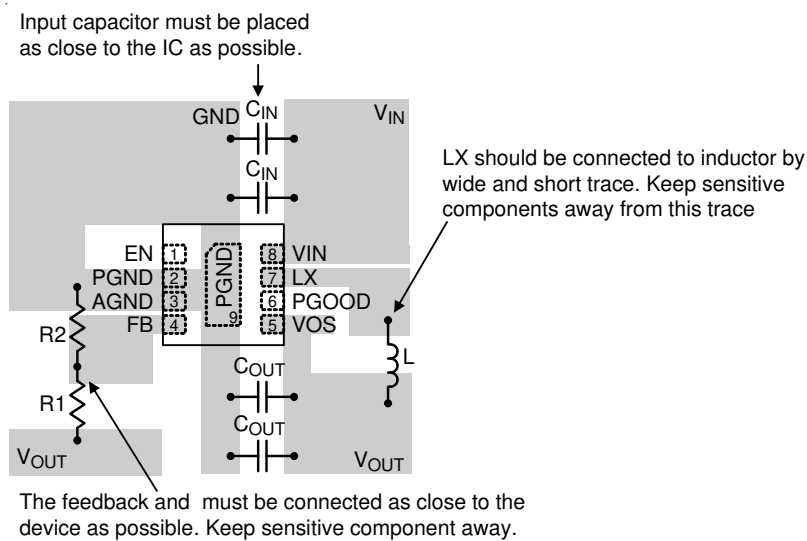 Input capacitor must be placed
as close to the IC as possible.
GND
CIN
VIN
CIN
LX should be connected to inductor by
wide and short trace. Keep sensitive
components away from this trace
EN 1
PGND 2
AGND 3
FB 4
PGND
9
8 VIN
7 LX
6 PGOOD
5 VOS
R2
R1
L
COUT
COUT
VOUT
VOUT
The feedback and must be connected as close to the
device as possible. Keep sensitive component away.